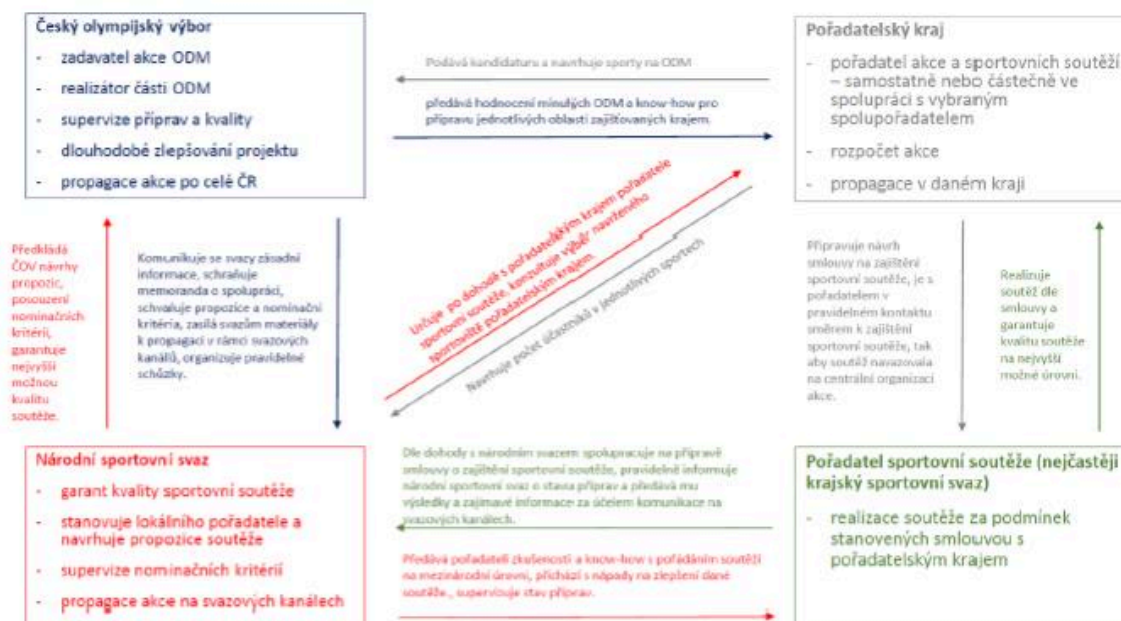 Český olympijský výbor
- zadavatel akce ODM
- realizátor části ODM
- supervize příprav a kvality
- dlouhodobé zlepšování projektu
- propagace akce po celé ČR
Podává kandidaturu a navrhuje sporty na ODM
předává hodnocení minulých ODM a know-how pro
přípravu jednotlivých oblastí zajišťovaných krajem.
Pořadatelský kraj
- pořadatel akce a sportovních soutěží
– samostatně nebo částečně ve
spolupráci s vybraným
spolupořadatelem
- rozpočet akce
- propagace v daném kraji
Předkládá
ČOV návrhy
propozic,
posouzení
nominačních
kritérií,
garantuje
nejvyšší
možnou
kvalitu
soutěže.
Komunikuje se svazy zásadní
informace, schraňuje
memoranda o spolupráci,
schvaluje propozice a nominační
kritéria, zasílá svazům materiály
k propagaci v rámci svazových
kanálů, organizuje pravidelné
schůzky.
Určuje po dohodě s pořadatelským krajem pořadatele
sportovní soutěže, konzultuje výběr navrženého
sportoviště pořadatelským krajem.
Navrhuje počet účastníků v jednotlivých sportech
Připravuje návrh
smlouvy na zajištění
sportovní soutěže, je s
pořadatelem v
pravidelném kontaktu
směrem k zajištění
sportovní soutěže, tak
aby soutěž navazovala
na centrální organizaci
akce.
Realizuje
soutěž dle
smlouvy a
garantuje
kvalitu soutěže
na nejvyšší
možné úrovni.
Národní sportovní svaz
- garant kvality sportovní soutěže
- stanovuje lokálního pořadatele a
navrhuje propozice soutěže
- supervize nominačních kritérií
- propagace akce na svazových kanálech
Dle dohody s národním svazem spolupracuje na přípravě
smlouvy o zajištění sportovní soutěže, pravidelně informuje
národní sportovní svaz o stavu příprav a předává mu
výsledky a zajímavé informace za účelem komunikace na
svazových kanálech.
Předává pořadateli zkušenosti a know-how s pořádáním soutěží
na mezinárodní úrovni, přichází s nápady na zlepšení dané
soutěže., supervizuje stav příprav.
Pořadatel sportovní soutěže (nejčastěji
krajský sportovní svaz)
- realizace soutěže za podmínek
stanovených smlouvou s
pořadatelským krajem